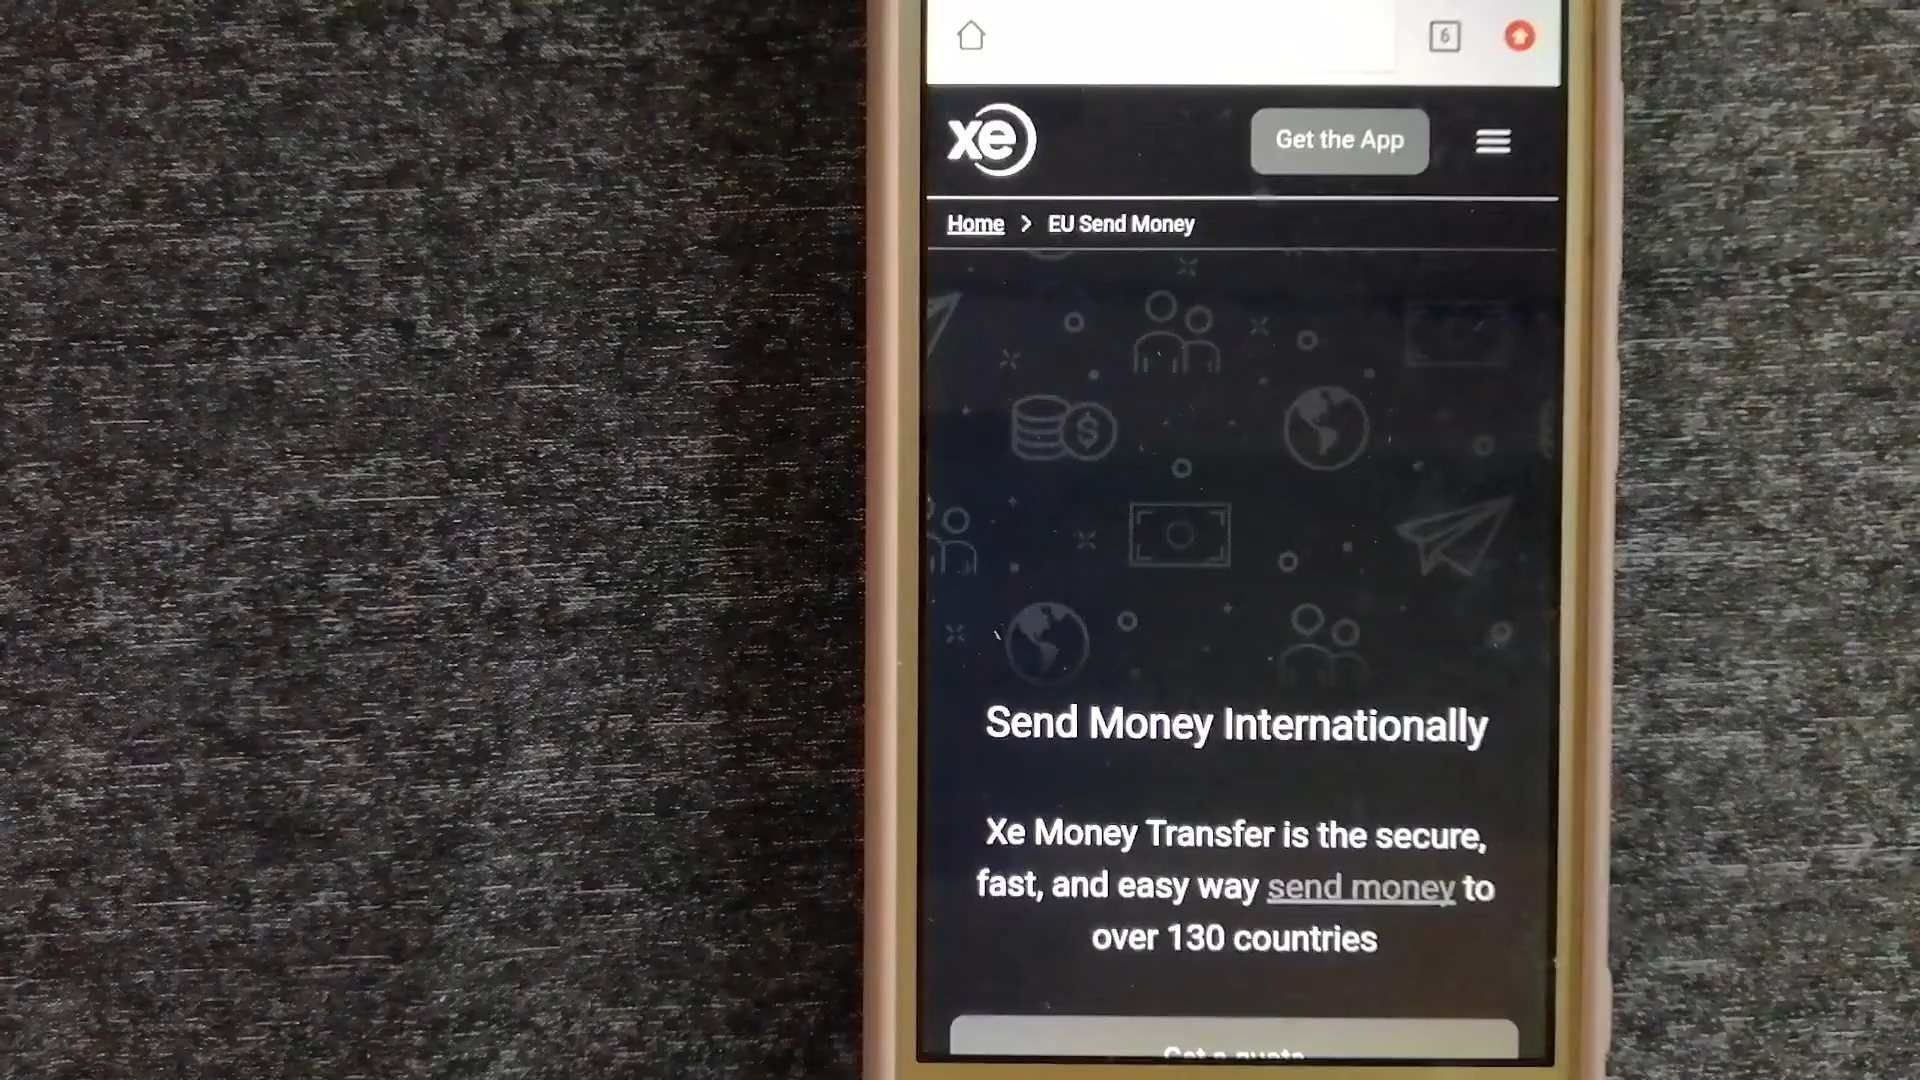 6
xe
Get the App
Home > EU Send Money
Send Money Internationally
Xe Money Transfer is the secure,
fast, and easy way send money to
over 130 countries
Get a quote